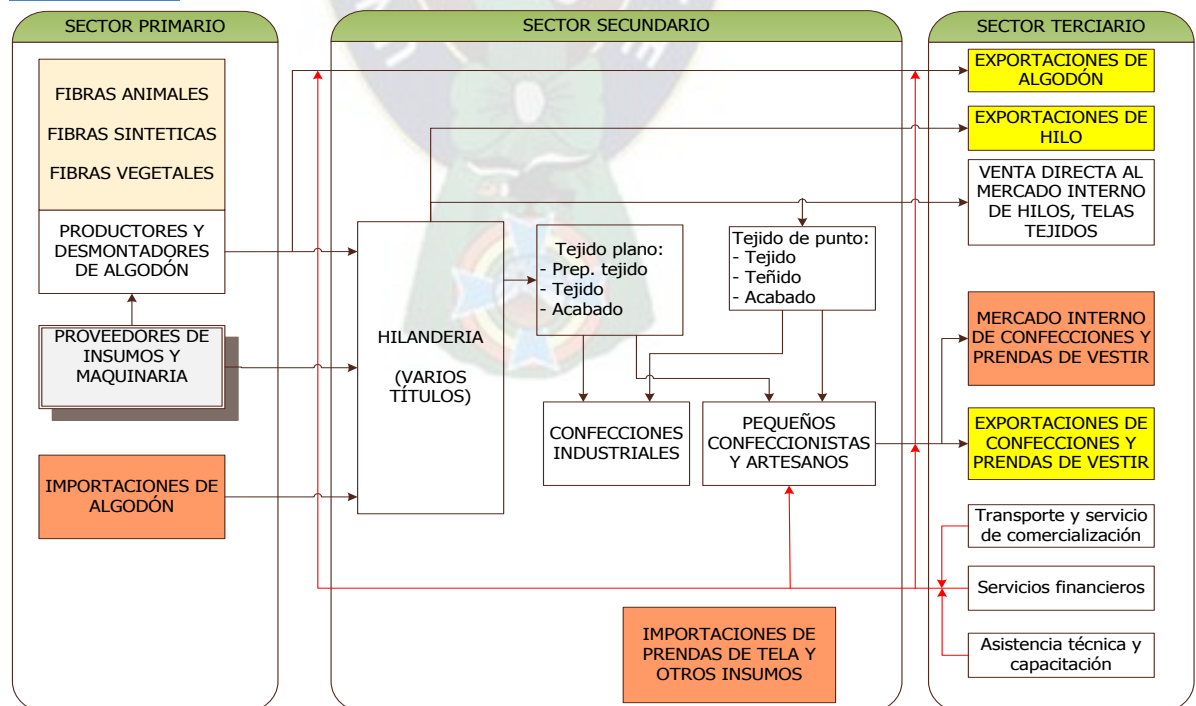 SECTOR PRIMARIO
FIBRAS ANIMALES
FIBRAS SINTETICAS
FIBRAS VEGETALES
PRODUCTORES Y
DESMONTADORES
DE ALGODÓN
PROVEEDORES DE
INSUMOS Y
MAQUINARIA
IMPORTACIONES DE
ALGODÓN
SECTOR SECUNDARIO
HILANDERIA
(VARIOS
TÍTULOS)
Tejido plano:
- Prep. tejido
- Tejido
- Acabado
Tejido de punto:
- Tejido
- Teñido
- Acabado
CONFECCIONES
INDUSTRIALES
PEQUEÑOS
CONFECCIONISTAS
Y ARTESANOS
IMPORTACIONES DE
PRENDAS DE TELA Y
OTROS INSUMOS
SECTOR TERCIARIO
EXPORTACIONES DE
ALGODÓN
EXPORTACIONES DE
HILO
VENTA DIRECTA AL
MERCADO INTERNO
DE HILOS, TELAS
TEJIDOS
MERCADO INTERNO
DE CONFECCIONES Y
PRENDAS DE VESTIR
EXPORTACIONES DE
CONFECCIONES Y
PRENDAS DE VESTIR
Transporte y servicio
de comercialización
Servicios financieros
Asistencia técnica y
capacitación